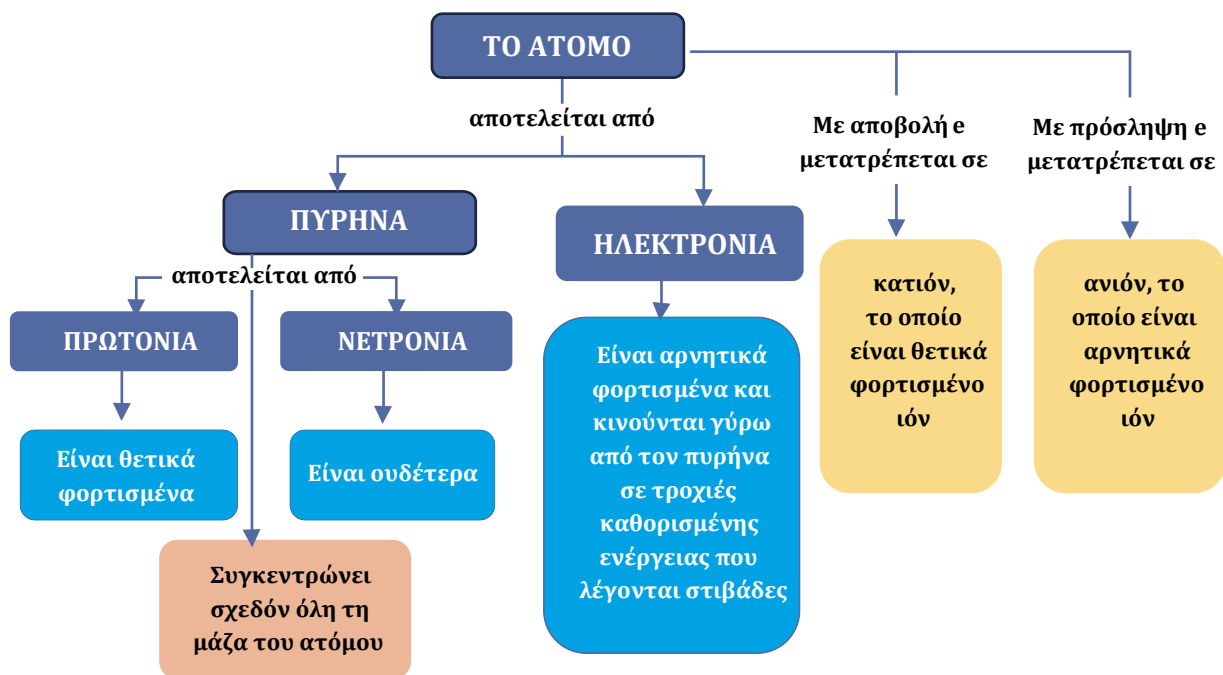 ΤΟ ΑΤΟΜΟ
αποτελείται από
Με αποβολή e
μετατρέπεται σε
Με πρόσληψη e
μετατρέπεται σε
ΠΥΡΗΝΑ
ΗΛΕΚΤΡΟΝΙΑ
αποτελείται από
ΠΡΩΤΟΝΙΑ
ΝΕΤΡΟΝΙΑ
Είναι θετικά
φορτισμένα
Είναι ουδέτερα
Συγκεντρώνει
σχεδόν όλη τη
μάζα του ατόμου
Είναι αρνητικά
φορτισμένα και
κινούνται γύρω
από τον πυρήνα
σε τροχιές
καθορισμένης
ενέργειας που
λέγονται στιβάδες
κατιόν,
το οποίο
είναι θετικά
φορτισμένο
ιόν
ανιόν, το
οποίο είναι
αρνητικά
φορτισμένο
ιόν